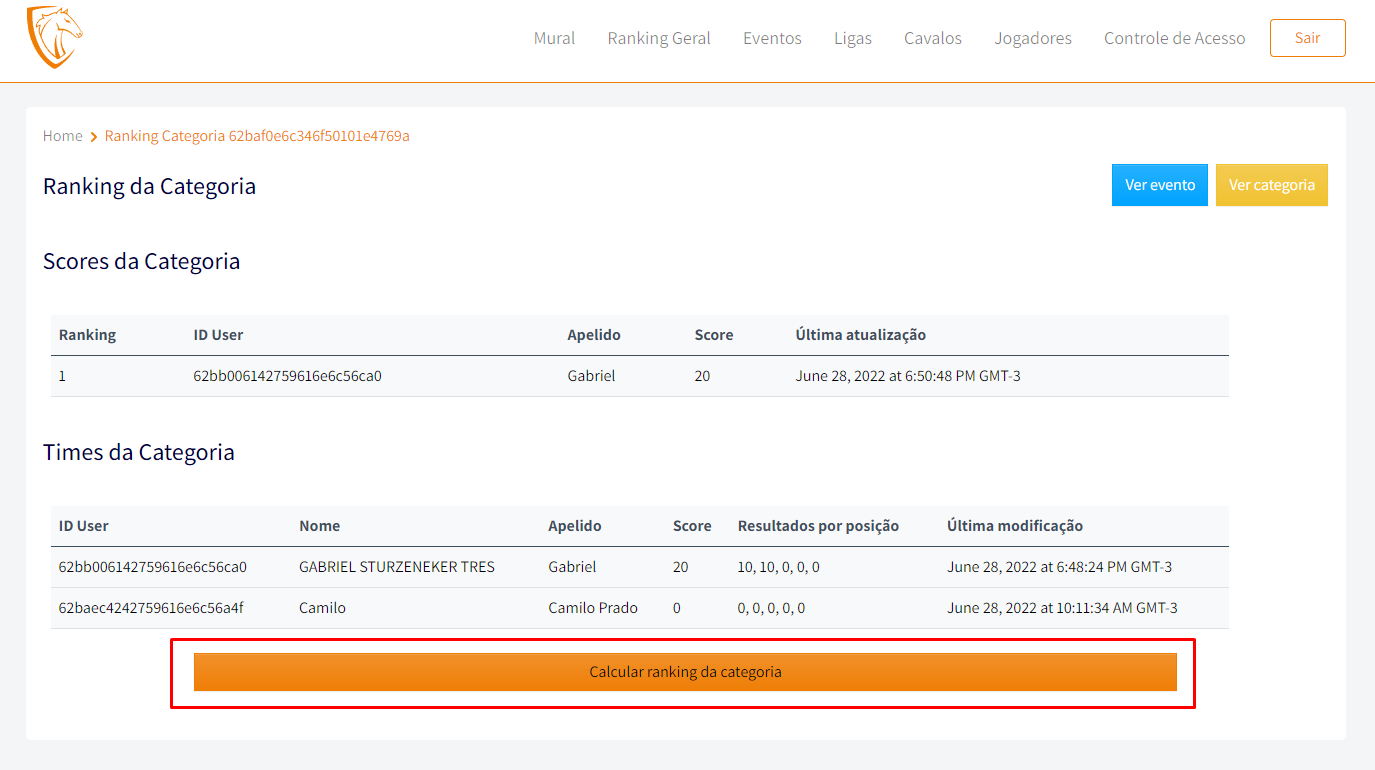 Mural Ranking Geral Eventos Ligas Cavalos Jogadores Controle de Acesso Sair
Home Ranking Categoria 62baf0e6c346f50101e4769a
Ranking da Categoria Ver evento Ver categoria
Scores da Categoria
Ranking ID User Apelido Score Última atualização
1 62bb006142759616e6c56ca0 Gabriel 20 June 28, 2022 at 6:50:48 PM GMT-3
Times da Categoria
ID User Nome Apelido Score Resultados por posição Última modificação
62bb006142759616e6c56ca0 GABRIEL STURZENEKER TRES Gabriel 20 10, 10, 0, 0, 0 June 28, 2022 at 6:48:24 PM GMT-3
62baec4242759616e6c56a4f Camilo Camilo Prado 0 0, 0, 0, 0, 0 June 28, 2022 at 10:11:34 AM GMT-3
Calcular ranking da categoria